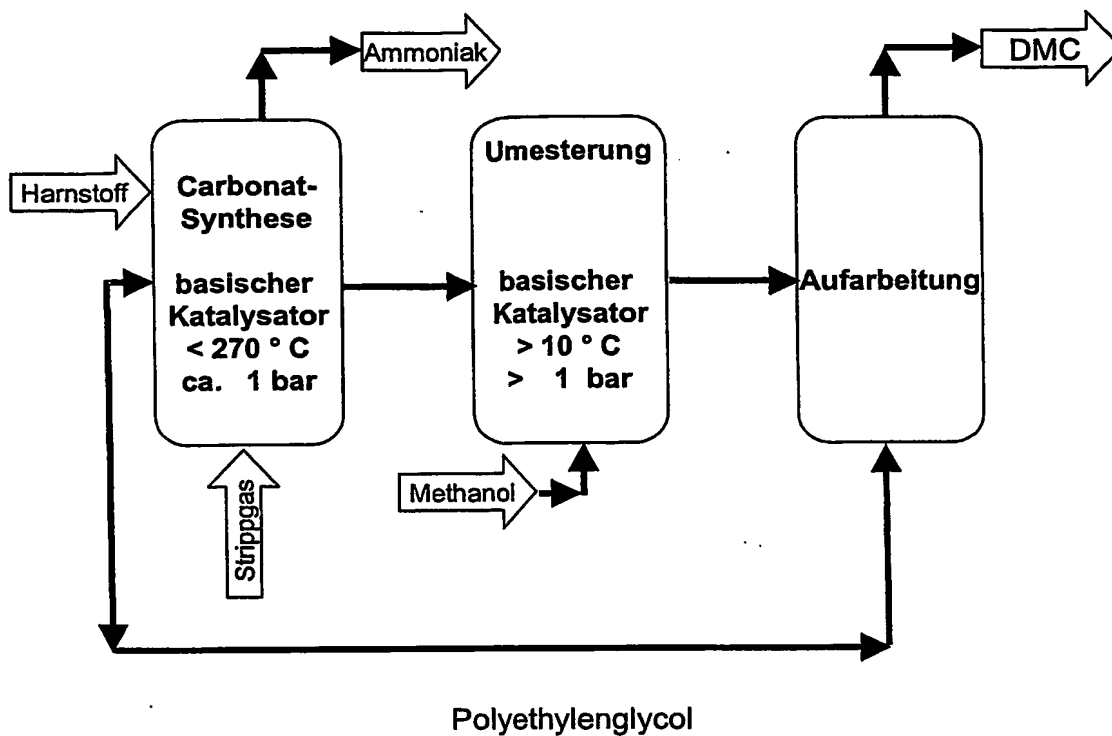 Ammoniak
DMC
Harnstoff
Carbonat-
Synthese
basischer
Katalysator
< 270 ° C
ca. 1 bar
Umesterung
basischer
Katalysator
> 10 ° C
> 1 bar
Aufarbeitung
Strippgas
Methanol
Polyethylenglycol